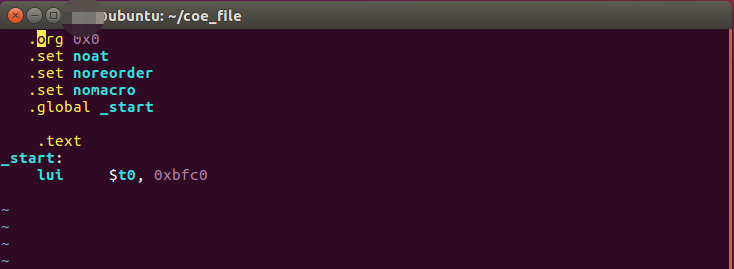 ubuntu: ~/coe_file
.org 0x0
.set noat
.set noreorder
.set nomacro
.global _start
.text
_start:
lui $t0, 0xbfc0
~
~
~
~